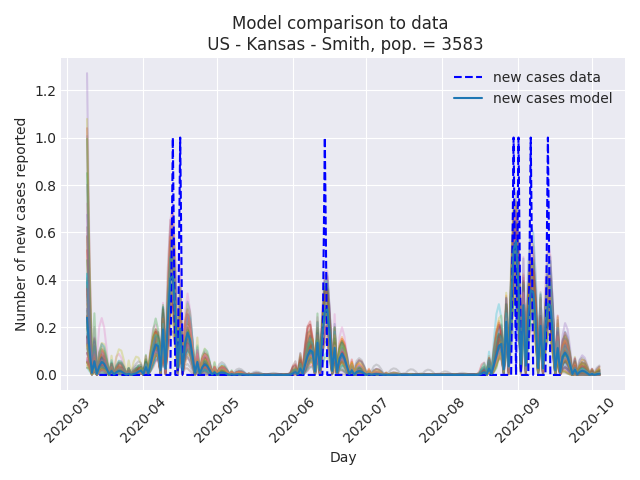 Model comparison to data
US - Kansas - Smith, pop. = 3583
new cases data
new cases model
Number of new cases reported
1.2
1.0
0.8
0.6
0.4
0.2
0.0
2020-03
2020-04
2020-05
2020-06
2020-07
2020-08
2020-09
2020-10
Day